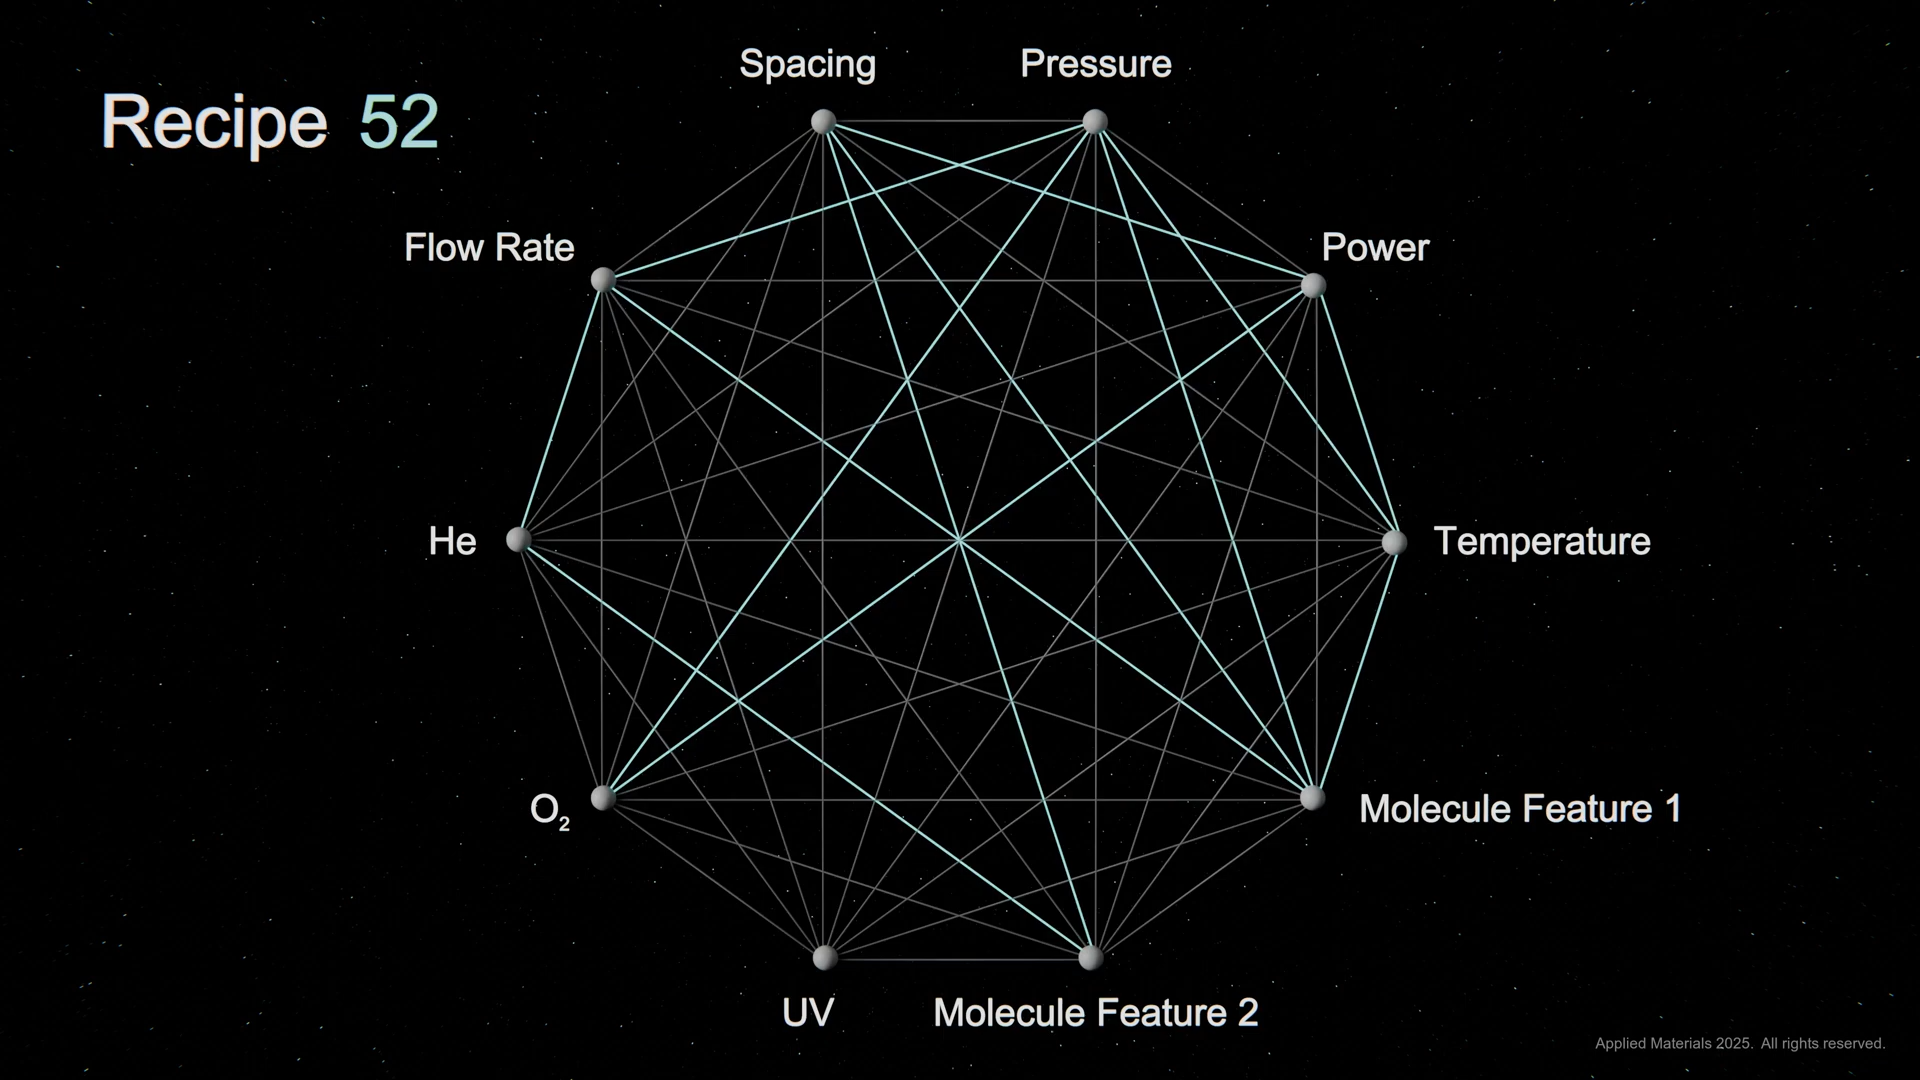 Spacing
Pressure
Recipe 52
Flow Rate
Power
He
Temperature
O₂
Molecule Feature 1
UV
Molecule Feature 2
Applied Materials 2025. All rights reserved.